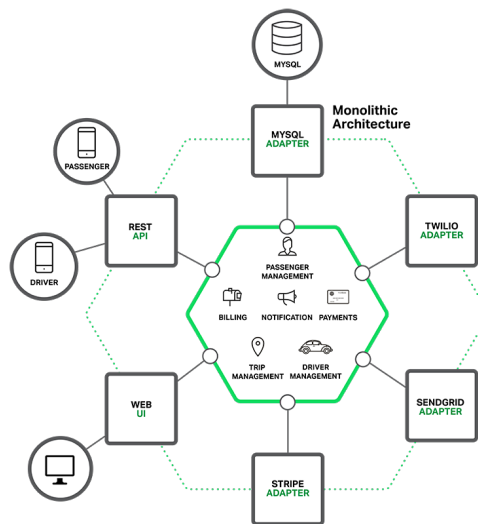 MYSQL
Monolithic
Architecture
MYSQL
ADAPTER
PASSENGER
REST
API
TWILIO
ADAPTER
DRIVER
PASSENGER
MANAGEMENT
BILLING
NOTIFICATION
PAYMENTS
TRIP
MANAGEMENT
DRIVER
MANAGEMENT
WEB
UI
SENDGRID
ADAPTER
STRIPE
ADAPTER